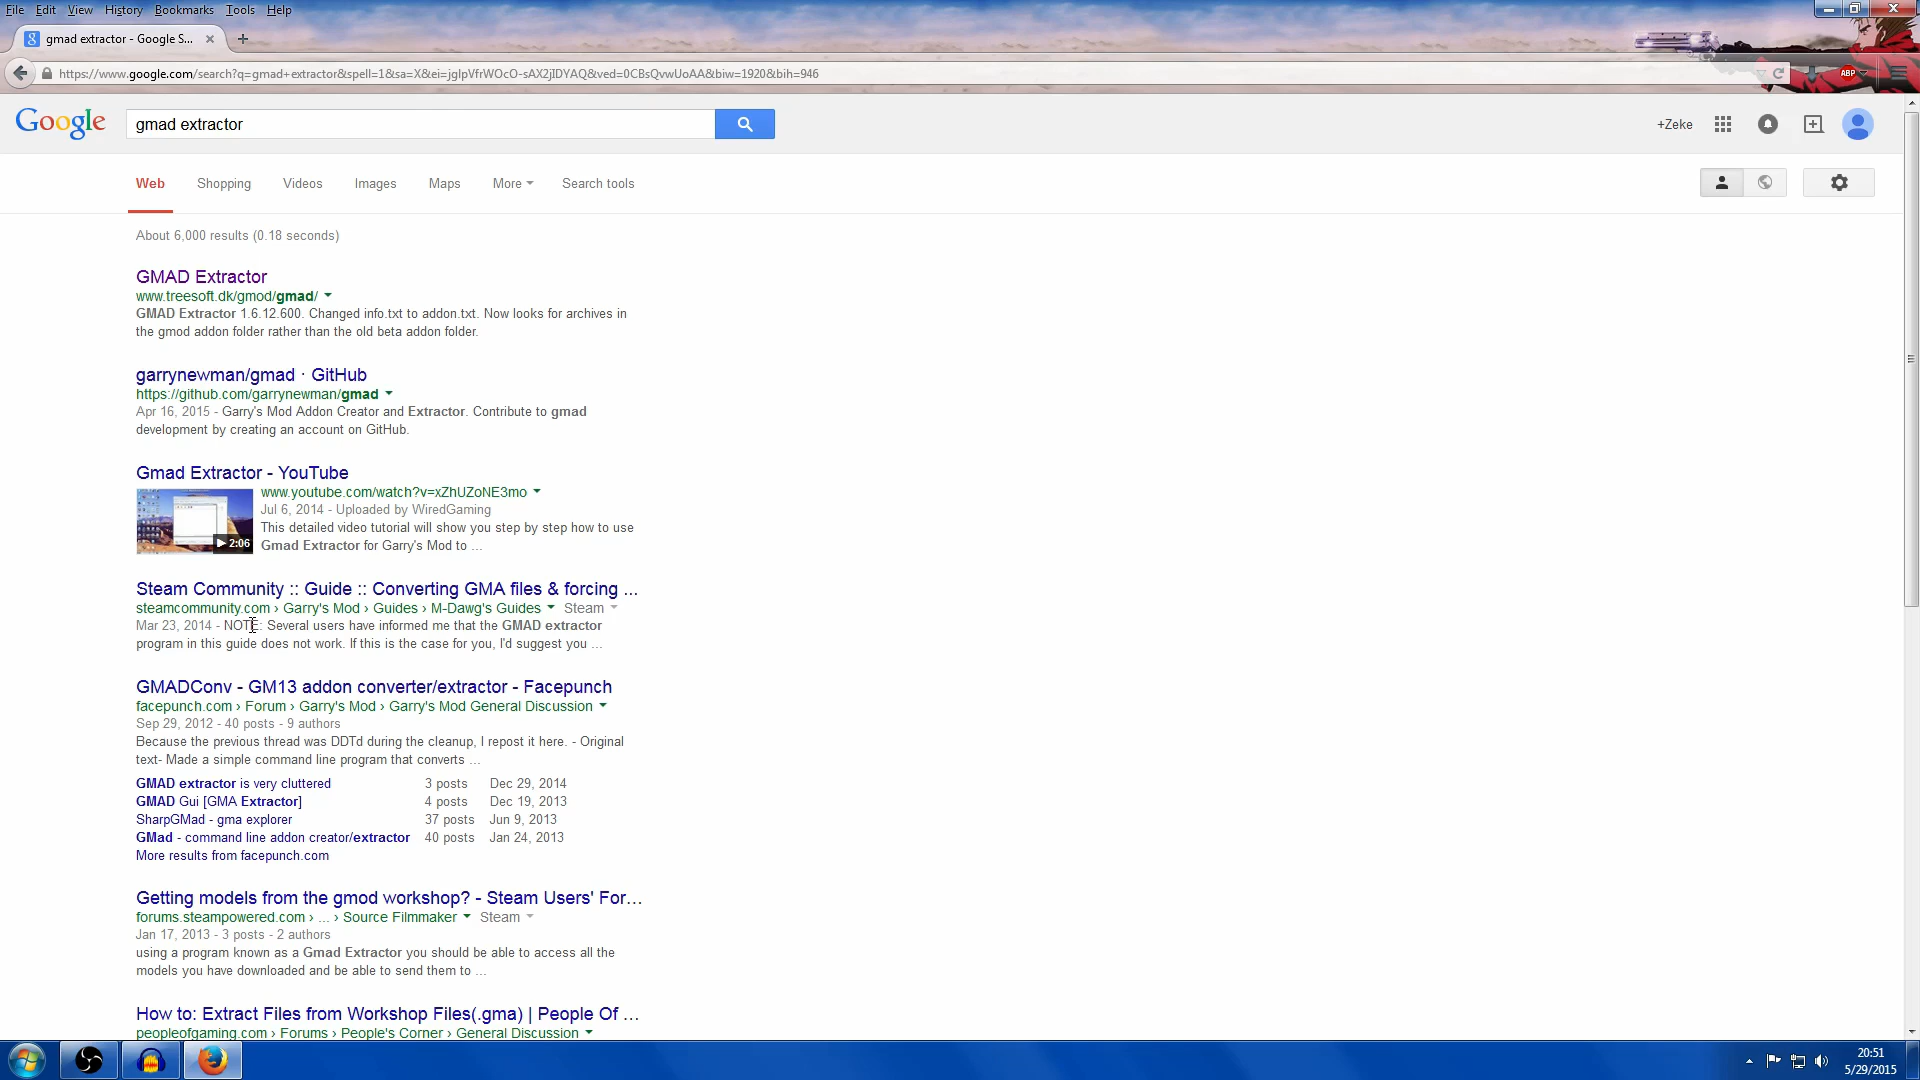 File Edit View History Bookmarks Tools Help
gmad extractor - Google S...
https://www.google.com/search?q=gmad+extractor&spell=1&sa=X&ei=jgIpVfrWOcO-sAX2jIDYAQ&ved=0CBsQvwUoAA&biw=1920&bih=946
ABP
Google
gmad extractor
+Zeke
Web Shopping Videos Images Maps More Search tools
About 6,000 results (0.18 seconds)
GMAD Extractor
www.treesoft.dk/gmod/gmad/
GMAD Extractor 1.6.12.600. Changed info.txt to addon.txt. Now looks for archives in
the gmod addon folder rather than the old beta addon folder.
garrynewman/gmad · GitHub
https://github.com/garrynewman/gmad
Apr 16, 2015 - Garry's Mod Addon Creator and Extractor. Contribute to gmad
development by creating an account on GitHub.
Gmad Extractor - YouTube
www.youtube.com/watch?v=xZhUZoNE3mo
Jul 6, 2014 - Uploaded by WiredGaming
This detailed video tutorial will show you step by step how to use
Gmad Extractor for Garry's Mod to ...
2:06
Steam Community :: Guide :: Converting GMA files & forcing ...
steamcommunity.com › Garry's Mod › Guides › M-Dawg's Guides Steam
Mar 23, 2014 - NOTE: Several users have informed me that the GMAD extractor
program in this guide does not work. If this is the case for you, I'd suggest you ...
GMADConv - GM13 addon converter/extractor - Facepunch
facepunch.com › Forum › Garry's Mod › Garry's Mod General Discussion
Sep 29, 2012 - 40 posts - 9 authors
Because the previous thread was DDTd during the cleanup, I repost it here. - Original
text- Made a simple command line program that converts ...
GMAD extractor is very cluttered 3 posts Dec 29, 2014
GMAD Gui [GMA Extractor] 4 posts Dec 19, 2013
SharpGMad - gma explorer 37 posts Jun 9, 2013
GMad - command line addon creator/extractor 40 posts Jan 24, 2013
More results from facepunch.com
Getting models from the gmod workshop? - Steam Users' For...
forums.steampowered.com › ... › Source Filmmaker Steam
Jan 17, 2013 - 3 posts - 2 authors
using a program known as a Gmad Extractor you should be able to access all the
models you have downloaded and be able to send them to ...
How to: Extract Files from Workshop Files(.gma) | People Of ...
peopleofgaming.com › Forums › People's Corner › General Discussion
20:51
5/29/2015